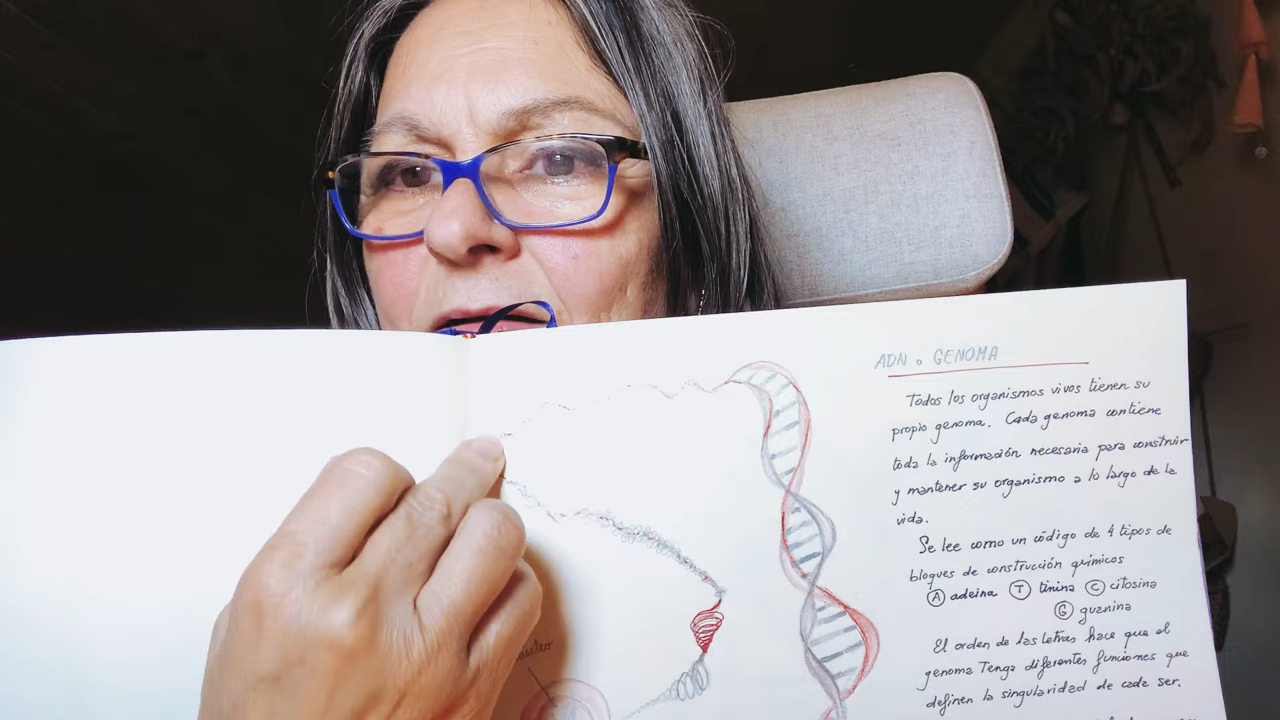 ADN o GENOMA
Todos los organismos vivos tienen su
propio genoma. Cada genoma contiene
toda la información necesaria para construir
y mantener su organismo a lo largo de la
vida.
Se lee como un código de 4 tipos de
bloques de construcción químicos
A adeina T timina C citosina
G guanina
El orden de las letras hace que el
genoma Tenga diferentes funciones que
definen la singularidad de cada ser.
núcleo